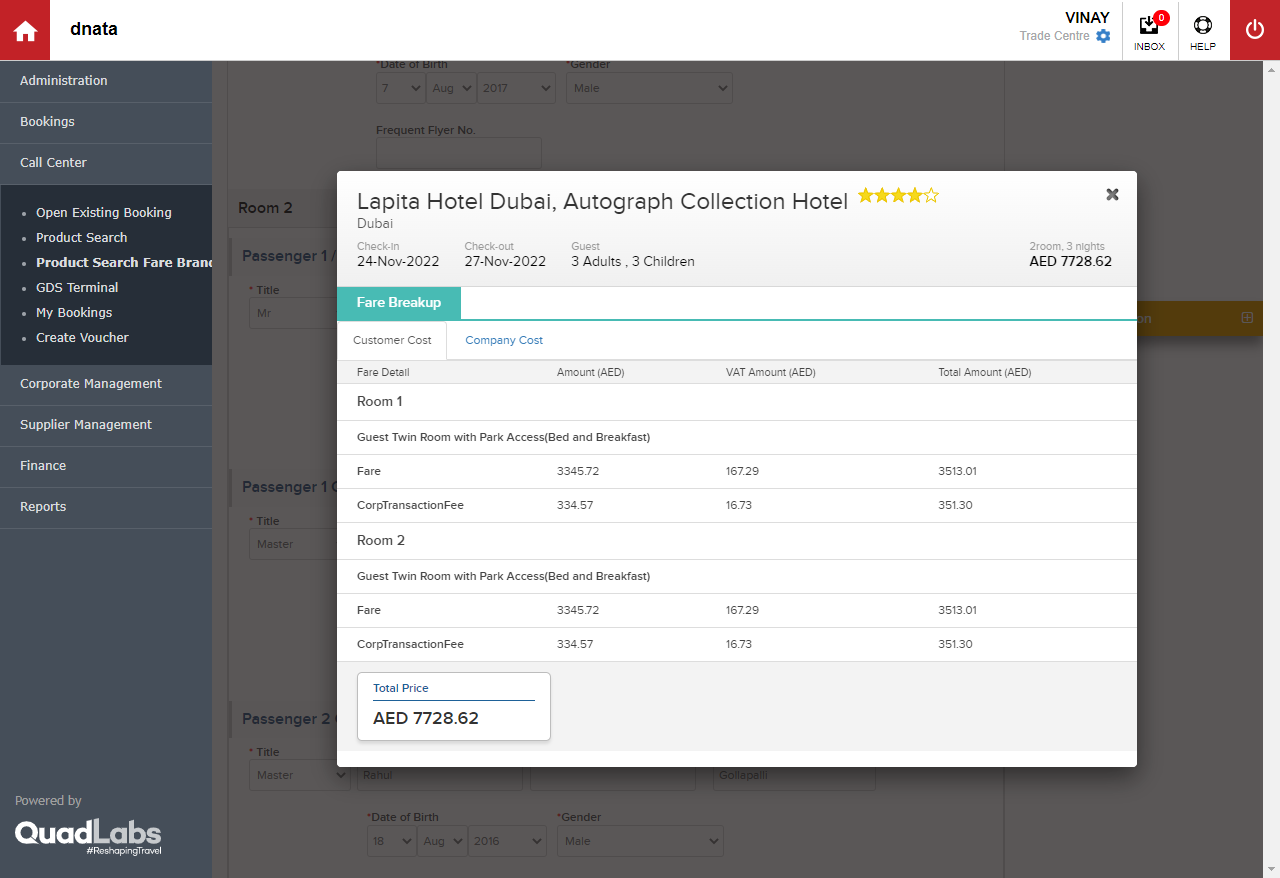 dnata
VINAY
Trade Centre
0
INBOX
HELP
Administration
Bookings
Call Center
Open Existing Booking
Product Search
Product Search Fare Brand
GDS Terminal
My Bookings
Create Voucher
Corporate Management
Supplier Management
Finance
Reports
Powered by
QuadLabs
#ReshapingTravel
*Date of Birth *Gender
7 Aug 2017 Male
Frequent Flyer No.
Room 2
Passenger 1 /
* Title
Mr
Passenger 1
* Title
Master
Passenger 2
* Title
Master Rahul Gollapalli
*Date of Birth *Gender
18 Aug 2016 Male
on
Lapita Hotel Dubai, Autograph Collection Hotel
Dubai
Check-in Check-out Guest 2room, 3 nights
24-Nov-2022 27-Nov-2022 3 Adults , 3 Children AED 7728.62
Fare Breakup
Customer Cost Company Cost
Fare Detail Amount (AED) VAT Amount (AED) Total Amount (AED)
Room 1
Guest Twin Room with Park Access(Bed and Breakfast)
Fare 3345.72 167.29 3513.01
CorpTransactionFee 334.57 16.73 351.30
Room 2
Guest Twin Room with Park Access(Bed and Breakfast)
Fare 3345.72 167.29 3513.01
CorpTransactionFee 334.57 16.73 351.30
Total Price
AED 7728.62